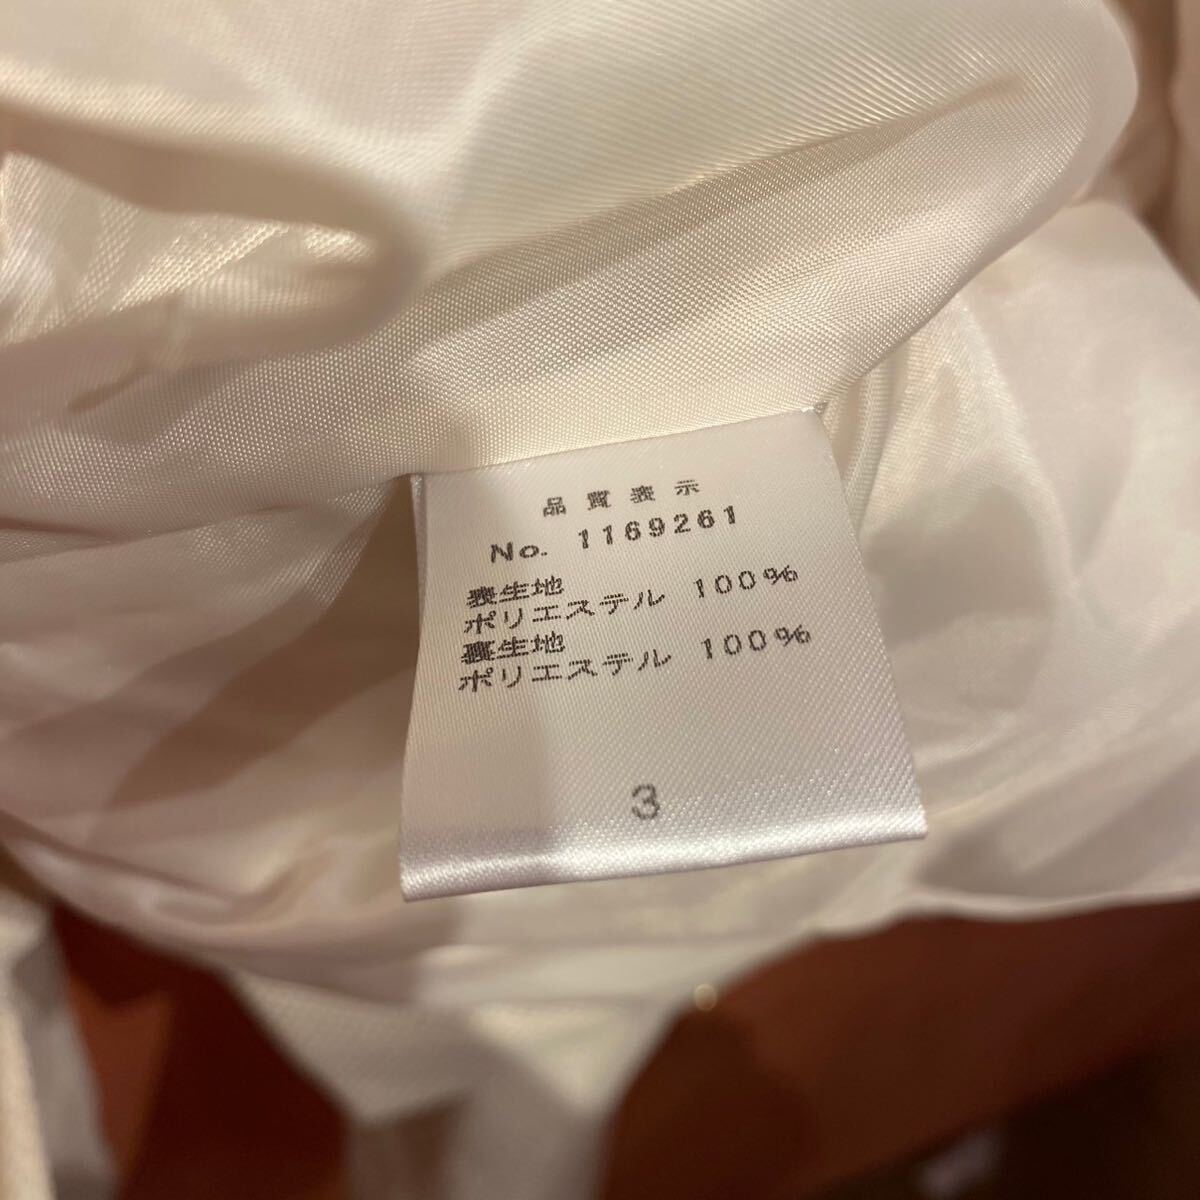 品質表示
No. 1169261
表生地
ポリエステル 100%
裏生地
ポリエステル 100%
3